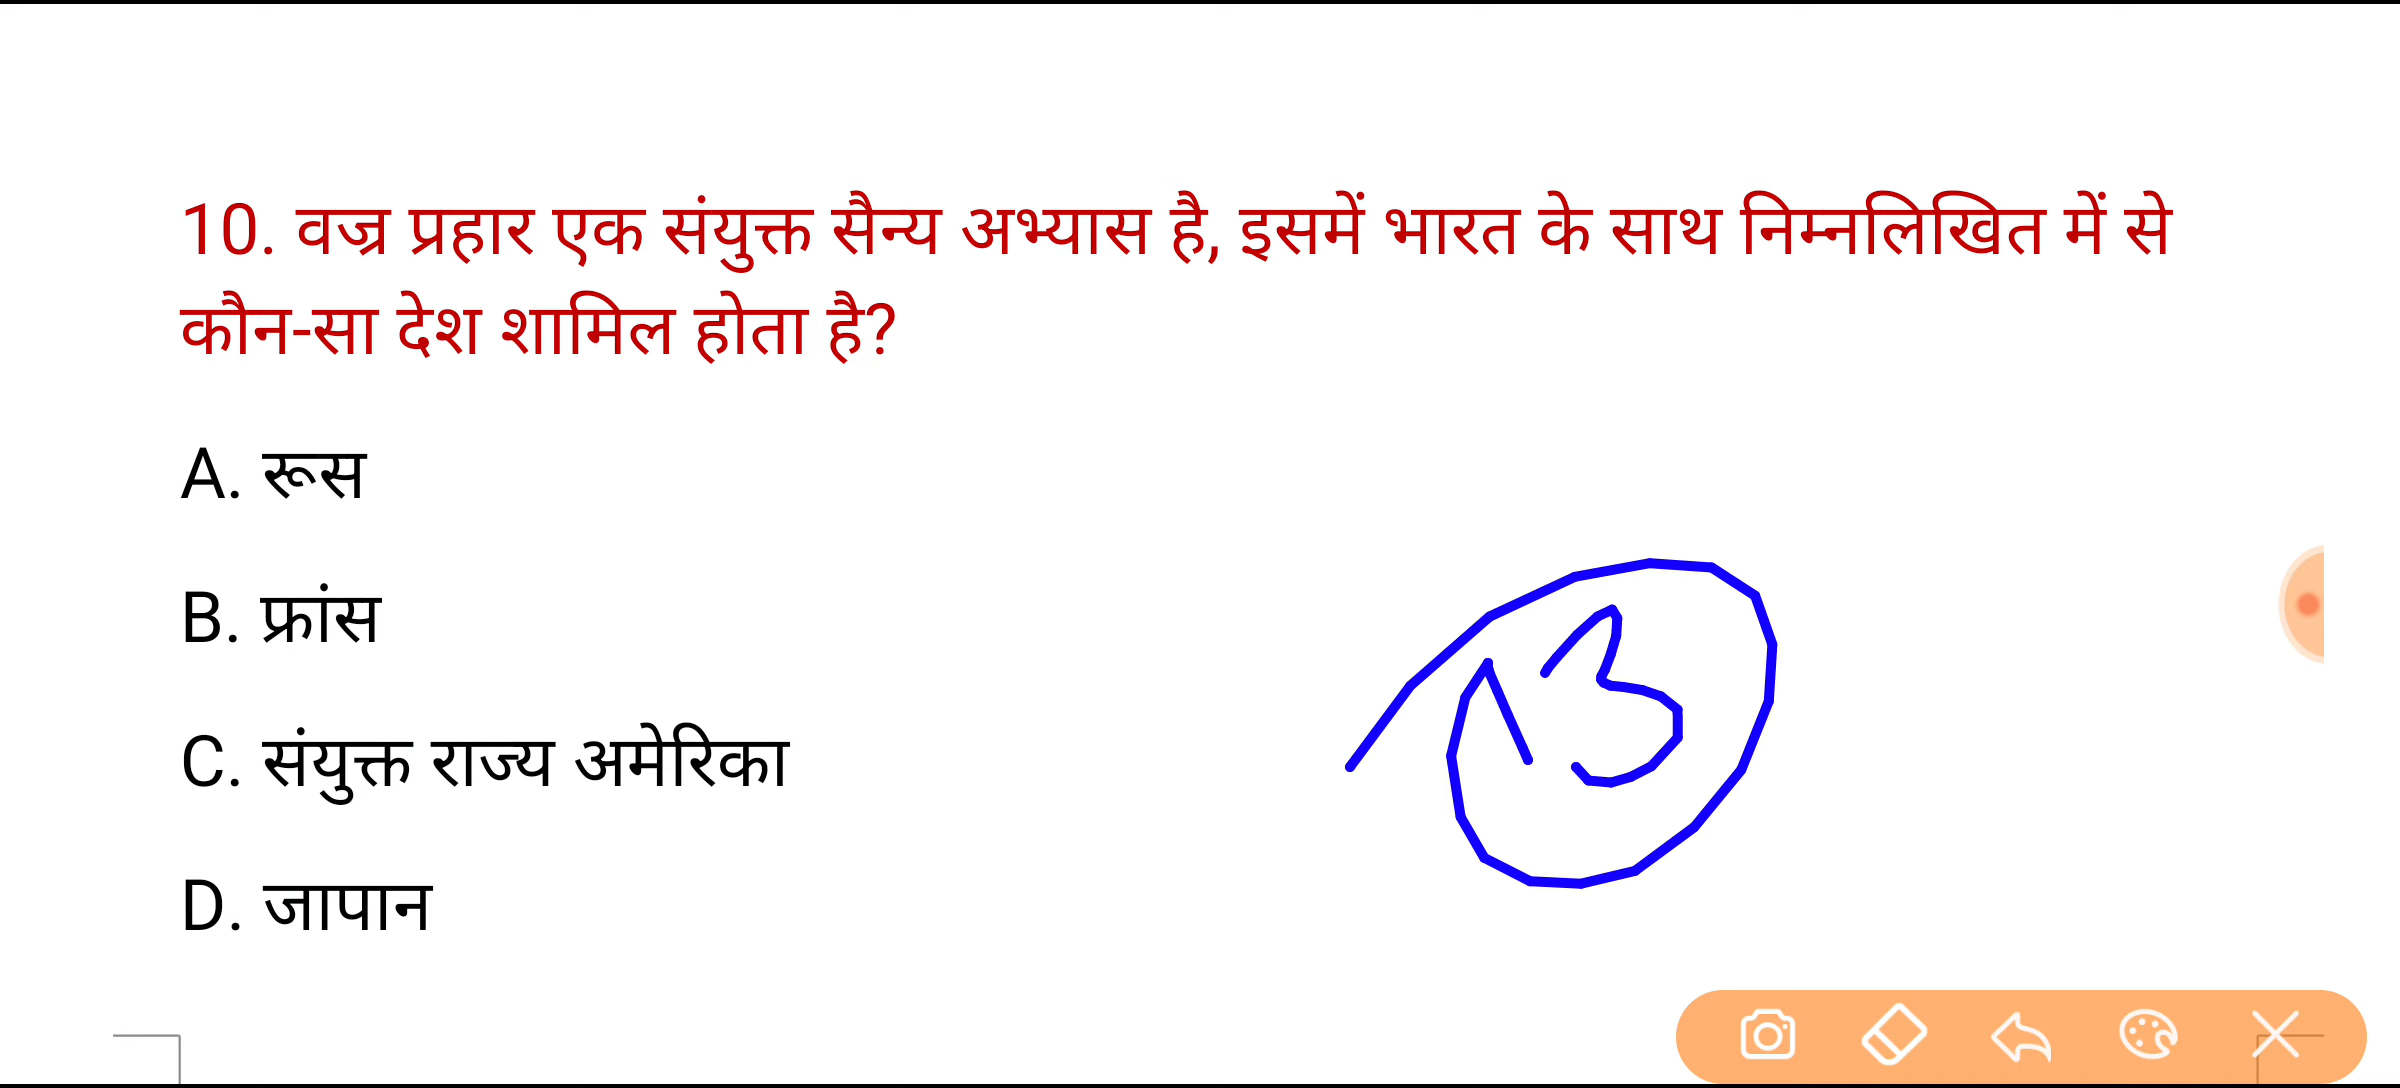 10. वज्र प्रहार एक संयुक्त सैन्य अभ्यास है, इसमें भारत के साथ निम्नलिखित में से
कौन-सा देश शामिल होता है?
A. रूस
B. फ्रांस
C. संयुक्त राज्य अमेरिका
D. जापान
13